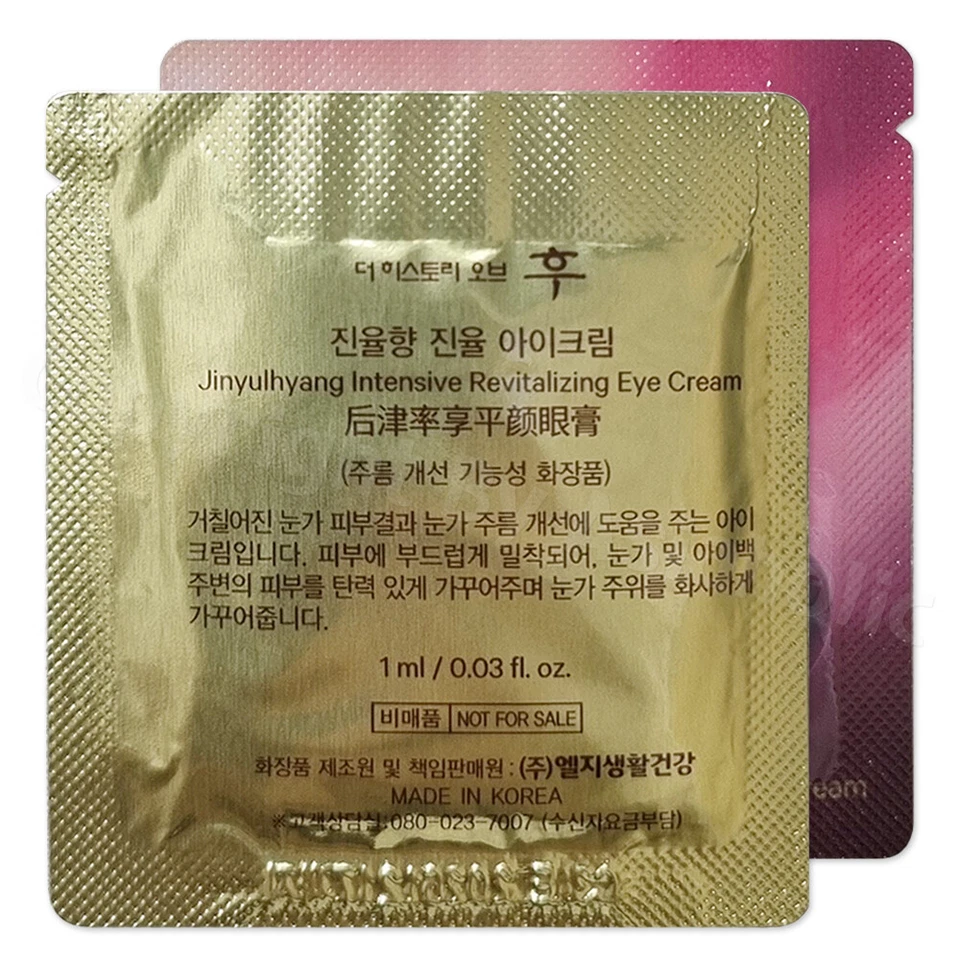 더 히스토리 오브 후
진율향 진율 아이크림
Jinyulhyang Intensive Revitalizing Eye Cream
后津率享平颜眼膏
(주름 개선 기능성 화장품)
거칠어진 눈가 피부결과 눈가 주름 개선에 도움을 주는 아이
크림입니다. 피부에 부드럽게 밀착되어, 눈가 및 아이백
주변의 피부를 탄력 있게 가꾸어주며 눈가 주위를 화사하게
가꾸어줍니다.
1 ml / 0.03 fl. oz.
비매품 NOT FOR SALE
화장품 제조원 및 책임판매원 : (주)엘지생활건강
eam
MADE IN KOREA
※고객상담실:080-023-7007 (수신자요금부담)